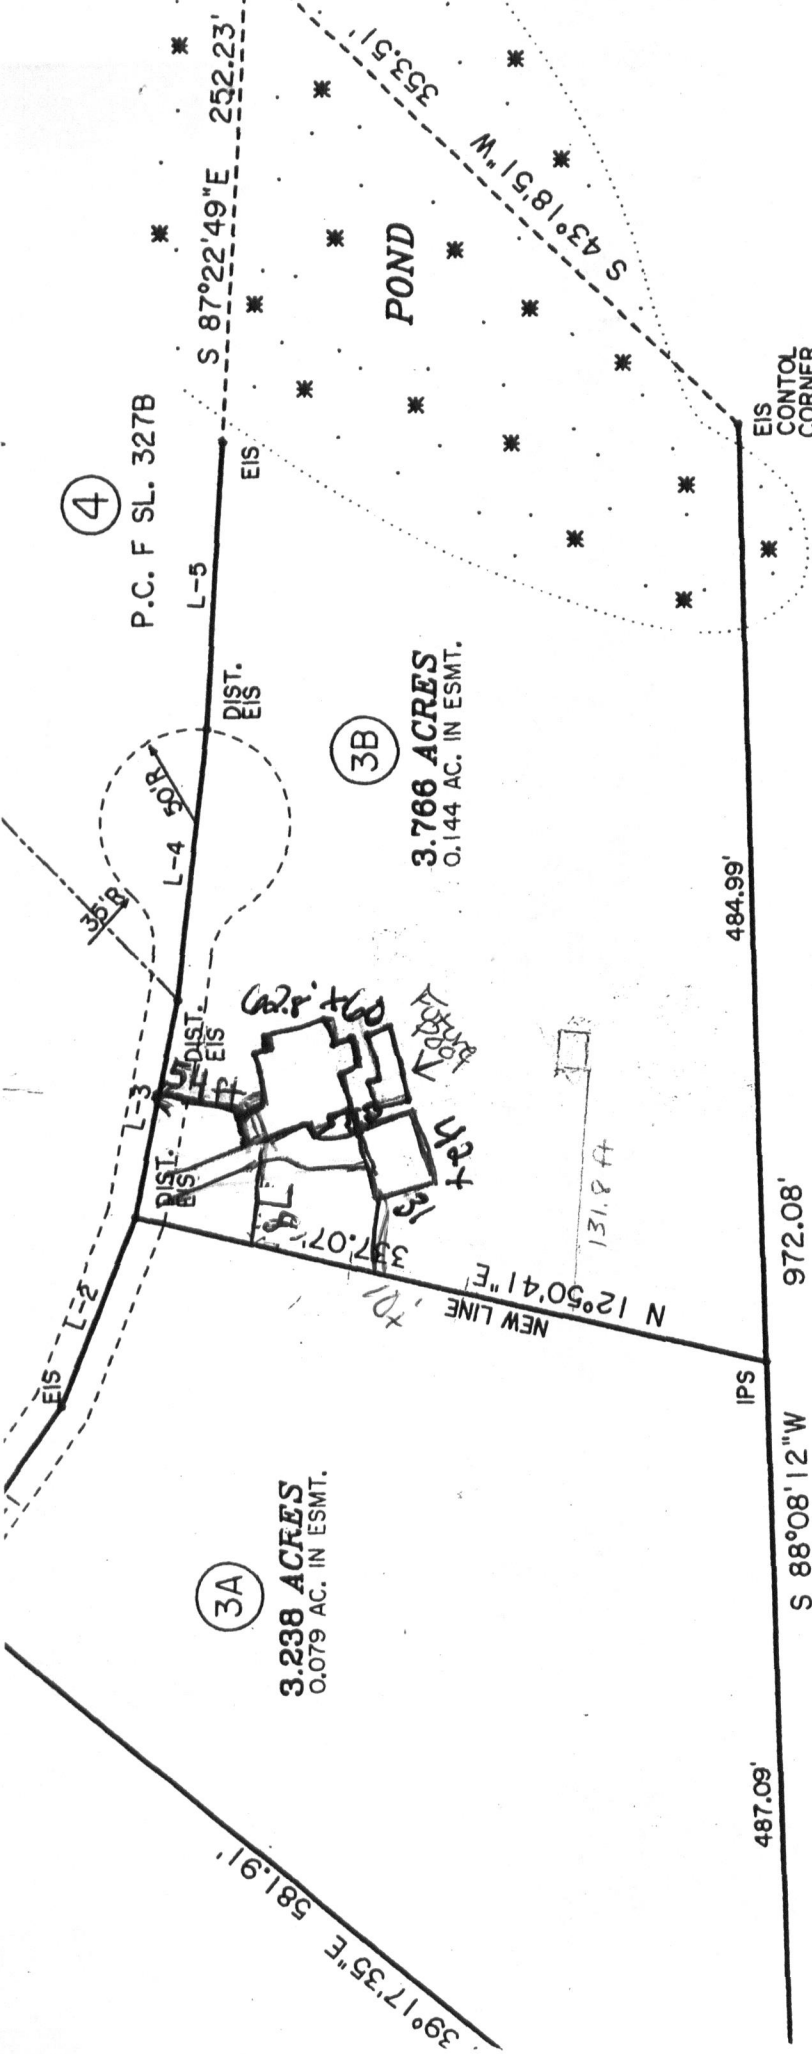 S 87°22'49"E 252.23'
353.51'
S 43°18'51"W
POND
4
P.C. F SL. 327B
EIS
EIS
CONTOL
CORNER
L-5
DIST.
EIS
3B
3.766 ACRES
0.144 AC. IN ESMT.
50'R
L-4
35'R
484.99'
DIST.
EIS
62.8' x60
54 ft
L-3
DIST.
EIS
131.8 ft
337.07'
N 12°50'41"E
NEW LINE
972.08'
L-2
EIS
IPS
S 88°08'12"W
3A
3.238 ACRES
0.079 AC. IN ESMT.
487.09'
581.91'
39°17'35"E